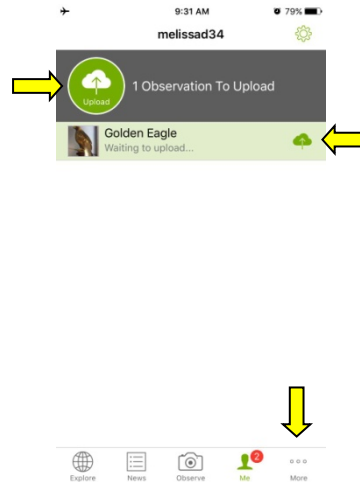 9:31 AM
79%
melissad34
Upload
1 Observation To Upload
Golden Eagle
Waiting to upload...
2
Explore
News
Observe
Me
More